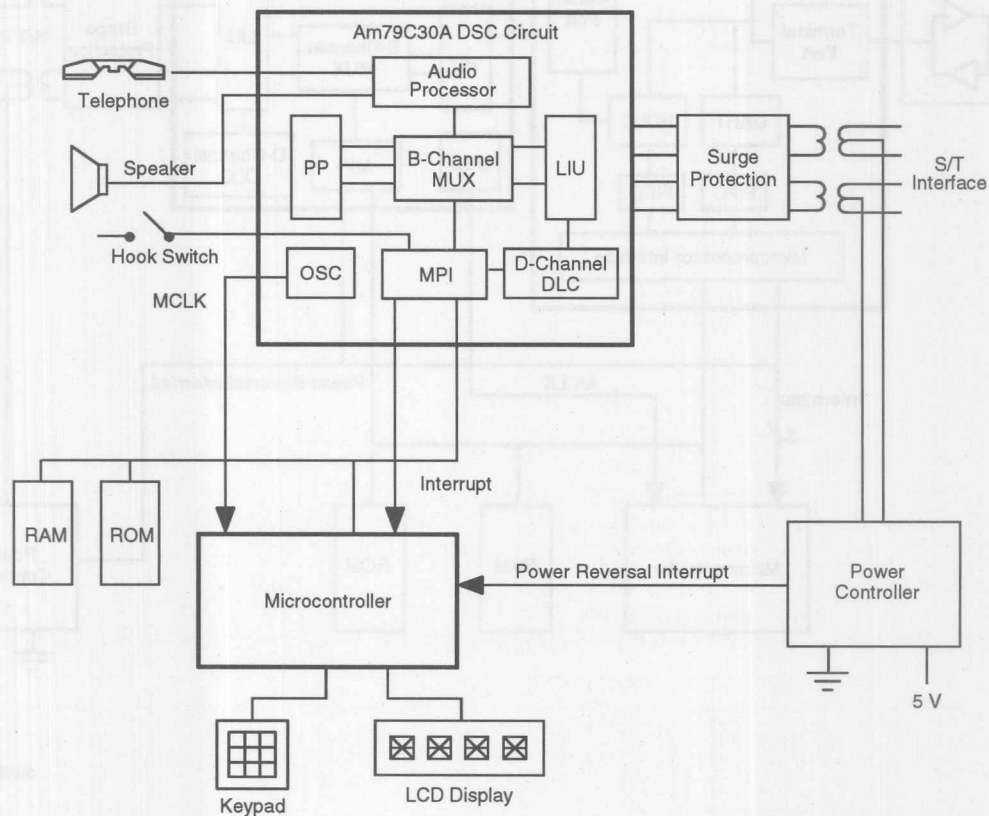 Am79C30A DSC Circuit
Audio
Processor
Telephone
Speaker
PP
B-Channel
MUX
LIU
Surge
Protection
S/T
Interface
Hook Switch
OSC
MPI
D-Channel
DLC
MCLK
Interrupt
RAM
ROM
Microcontroller
Power Reversal Interrupt
Power
Controller
5 V
Keypad
LCD Display